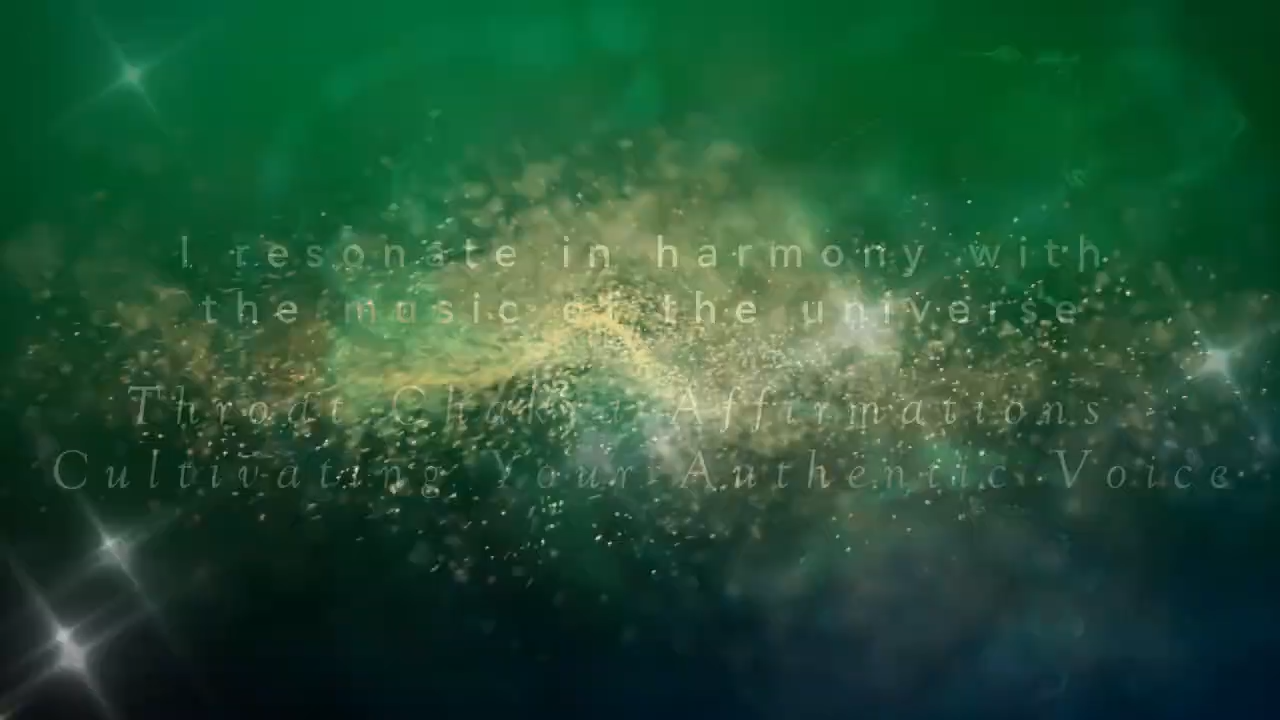 I resonate in harmony with
the music of the universe
Throat Chakra Affirmations
Cultivating Your Authentic Voice